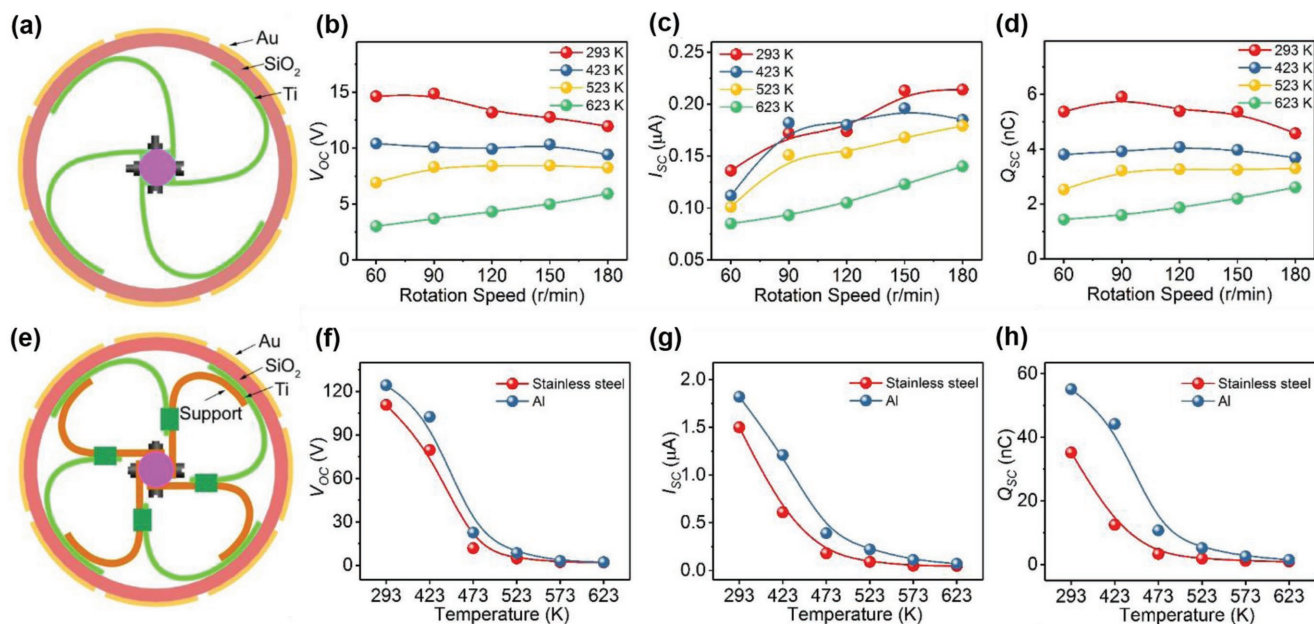 (a)
Au
SiO₂
Ti
(b)
V_OC (V)
15
10
5
0
60 90 120 150 180
Rotation Speed (r/min)
293 K
423 K
523 K
623 K
(c)
I_SC (μA)
0.25
0.20
0.15
0.10
0.05
60 90 120 150 180
Rotation Speed (r/min)
293 K
423 K
523 K
623 K
(d)
Q_SC (nC)
6
4
2
0
60 90 120 150 180
Rotation Speed (r/min)
293 K
423 K
523 K
623 K
(e)
Au
SiO₂
Ti
Support
(f)
V_OC (V)
120
90
60
30
0
293 423 473 523 573 623
Temperature (K)
Stainless steel
Al
(g)
I_SC (μA)
2.0
1.5
1.0
0.5
0.0
293 423 473 523 573 623
Temperature (K)
Stainless steel
Al
(h)
Q_SC (nC)
60
40
20
0
293 423 473 523 573 623
Temperature (K)
Stainless steel
Al